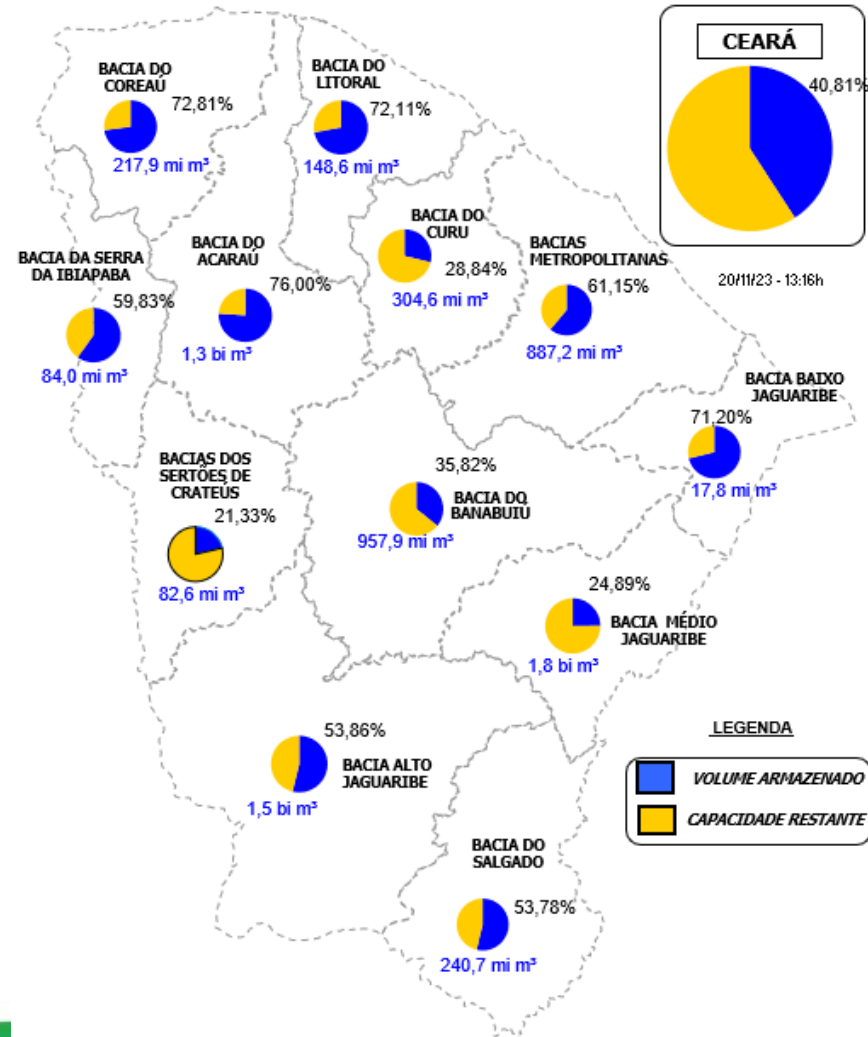 CEARÁ
40,81%
20/11/23 - 13:16h
BACIA DO
COREAÚ
72,81%
217,9 mi m³
BACIA DO
LITORAL
72,11%
148,6 mi m³
BACIA DO
CURU
28,84%
304,6 mi m³
BACIAS
METROPOLITANAS
61,15%
887,2 mi m³
BACIA DA SERRA
DA IBIAPABA
59,83%
84,0 mi m³
BACIA DO
ACARAÚ
76,00%
1,3 bi m³
BACIA BAIXO
JAGUARIBE
71,20%
17,8 mi m³
BACIAS DOS
SERTÕES DE
CRATEÚS
21,33%
82,6 mi m³
35,82%
BACIA DO
BANABUIÚ
957,9 mi m³
24,89%
BACIA MÉDIO
JAGUARIBE
1,8 bi m³
53,86%
BACIA ALTO
JAGUARIBE
1,5 bi m³
BACIA DO
SALGADO
53,78%
240,7 mi m³
LEGENDA
VOLUME ARMAZENADO
CAPACIDADE RESTANTE